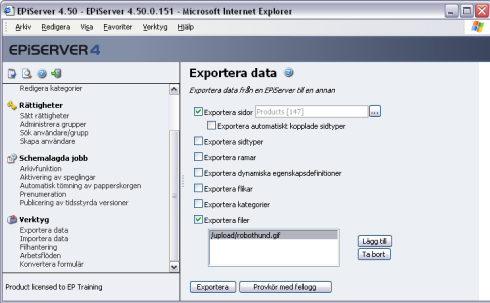 EPiServer 4.50 - EPiServer 4.50.0.151 - Microsoft Internet Explorer
Arkiv Redigera Visa Favoriter Verktyg Hjälp
EPiSERVER 4
Redigera kategorier
Rättigheter
Sätt rättigheter
Administrera grupper
Sök användare/grupp
Skapa användare
Schemalagda jobb
Arkivfunktion
Aktivering av speglingar
Automatisk tömning av papperskorgen
Prenumeration
Publicering av tidsstyrda versioner
Verktyg
Exportera data
Importera data
Filhantering
Arbetsflöden
Konvertera formulär
Product licensed to EP Training
Exportera data
Exportera data från en EPiServer till en annan
Exportera sidor Products [147] ...
Exportera automatiskt kopplade sidtyper
Exportera sidtyper
Exportera ramar
Exportera dynamiska egenskapsdefinitioner
Exportera flikar
Exportera kategorier
Exportera filer
/upload/robothund.gif
Lägg till
Ta bort
Exportera Provkör med fellogg